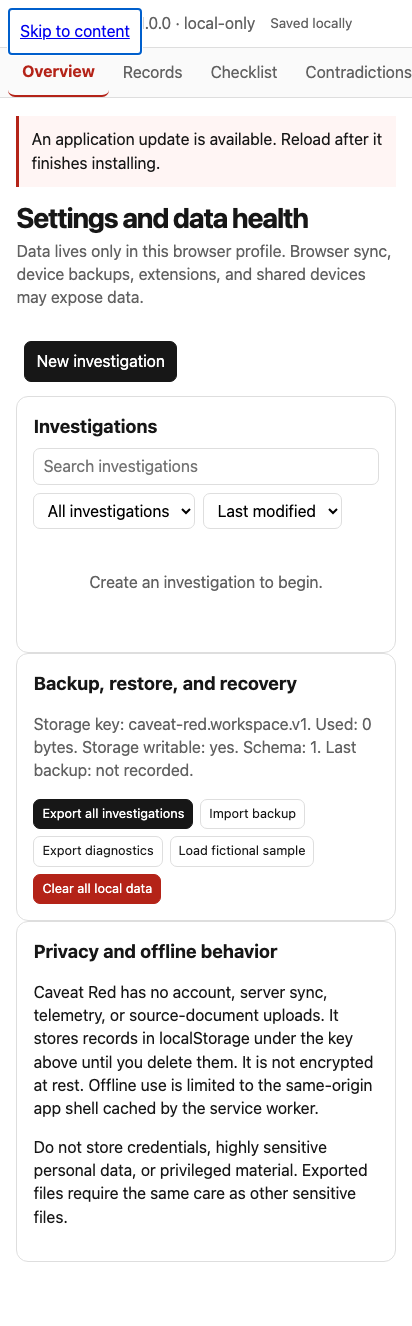 Skip to content
.0.0 · local-only Saved locally
Overview Records Checklist Contradictions
An application update is available. Reload after it
finishes installing.
Settings and data health
Data lives only in this browser profile. Browser sync,
device backups, extensions, and shared devices
may expose data.
New investigation
Investigations
Search investigations
All investigations Last modified
Create an investigation to begin.
Backup, restore, and recovery
Storage key: caveat-red.workspace.v1. Used: 0
bytes. Storage writable: yes. Schema: 1. Last
backup: not recorded.
Export all investigations Import backup
Export diagnostics Load fictional sample
Clear all local data
Privacy and offline behavior
Caveat Red has no account, server sync,
telemetry, or source-document uploads. It
stores records in localStorage under the key
above until you delete them. It is not encrypted
at rest. Offline use is limited to the same-origin
app shell cached by the service worker.
Do not store credentials, highly sensitive
personal data, or privileged material. Exported
files require the same care as other sensitive
files.